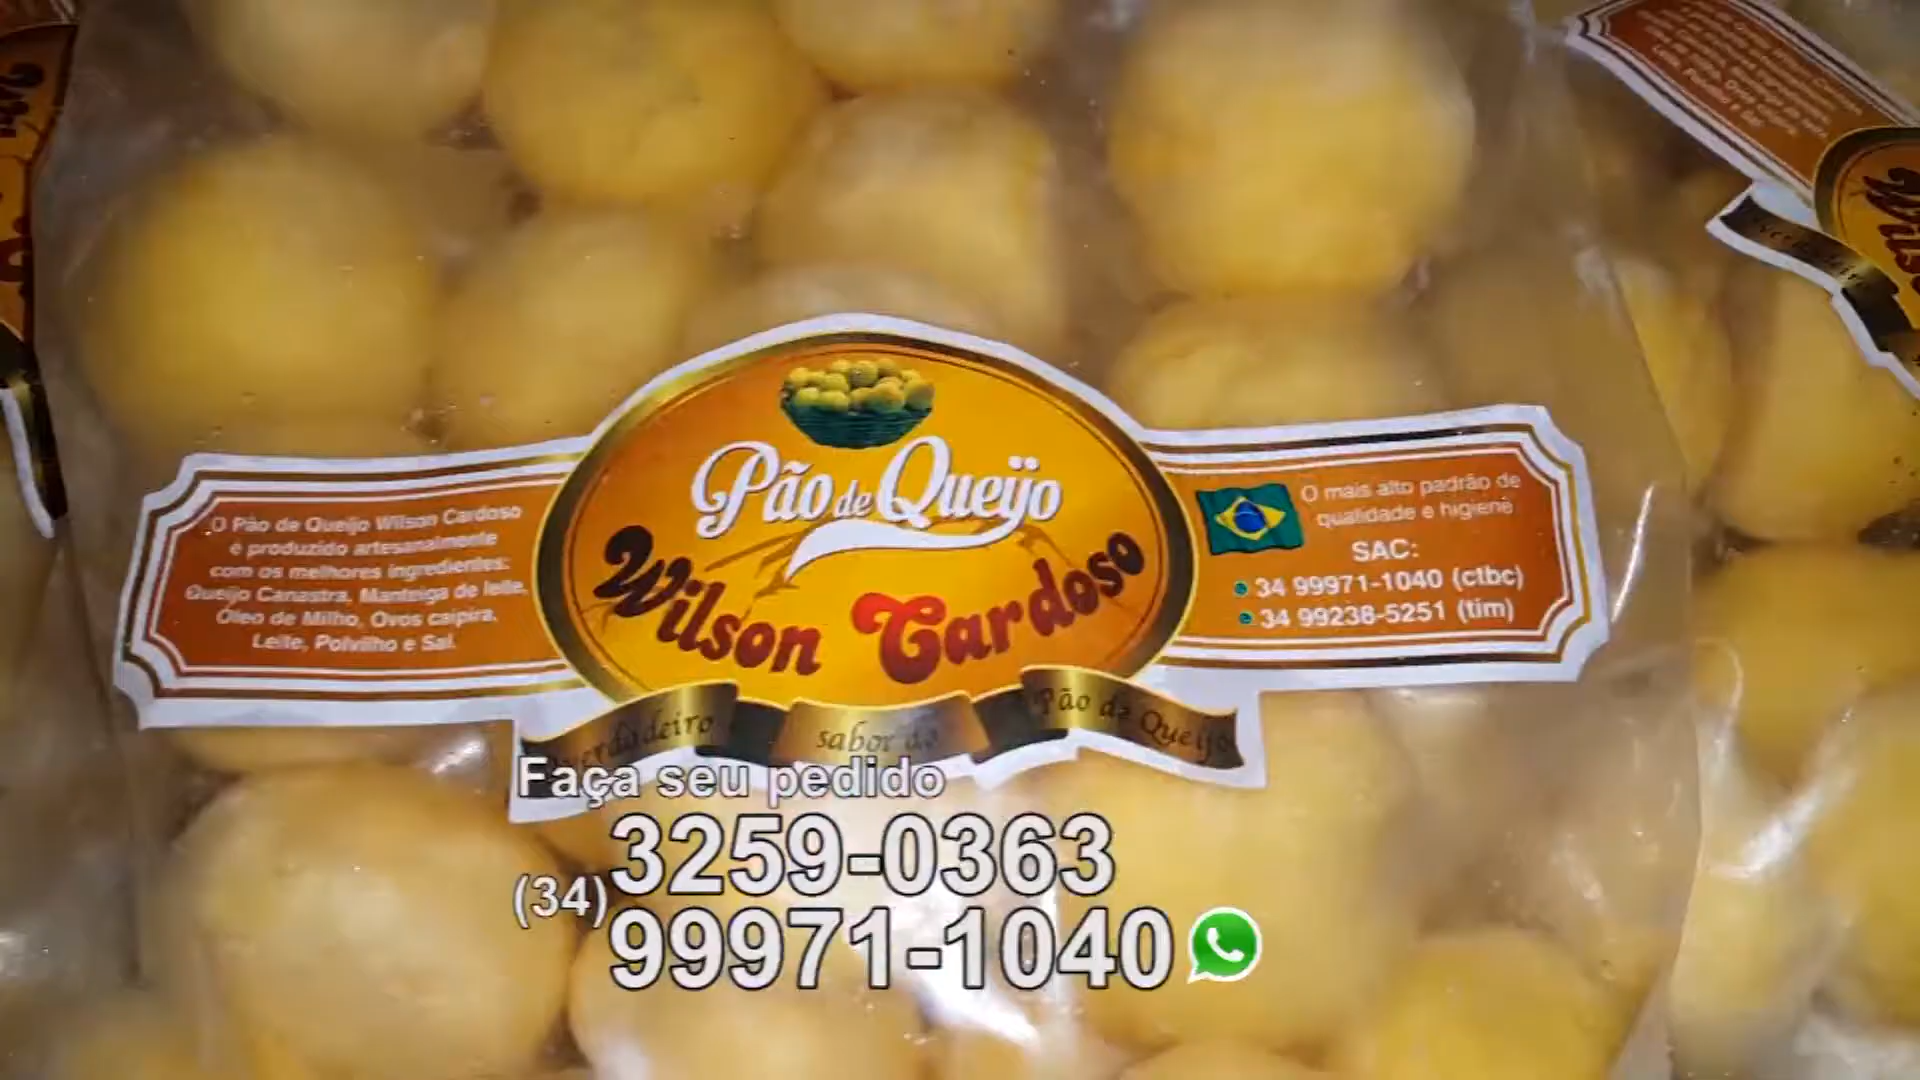 Pão de Queijo
Wilson Cardoso
O Pão de Queijo Wilson Cardoso
é produzido artesanalmente
com os melhores ingredientes:
Queijo Canastra, Manteiga de leite,
Óleo de Milho, Ovos caipira,
Leite, Polvilho e Sal.
O mais alto padrão de
qualidade e higiene
SAC:
34 99971-1040 (ctbc)
34 99238-5251 (tim)
verdadeiro sabor do Pão de Queijo
Faça seu pedido
3259-0363
(34)
99971-1040